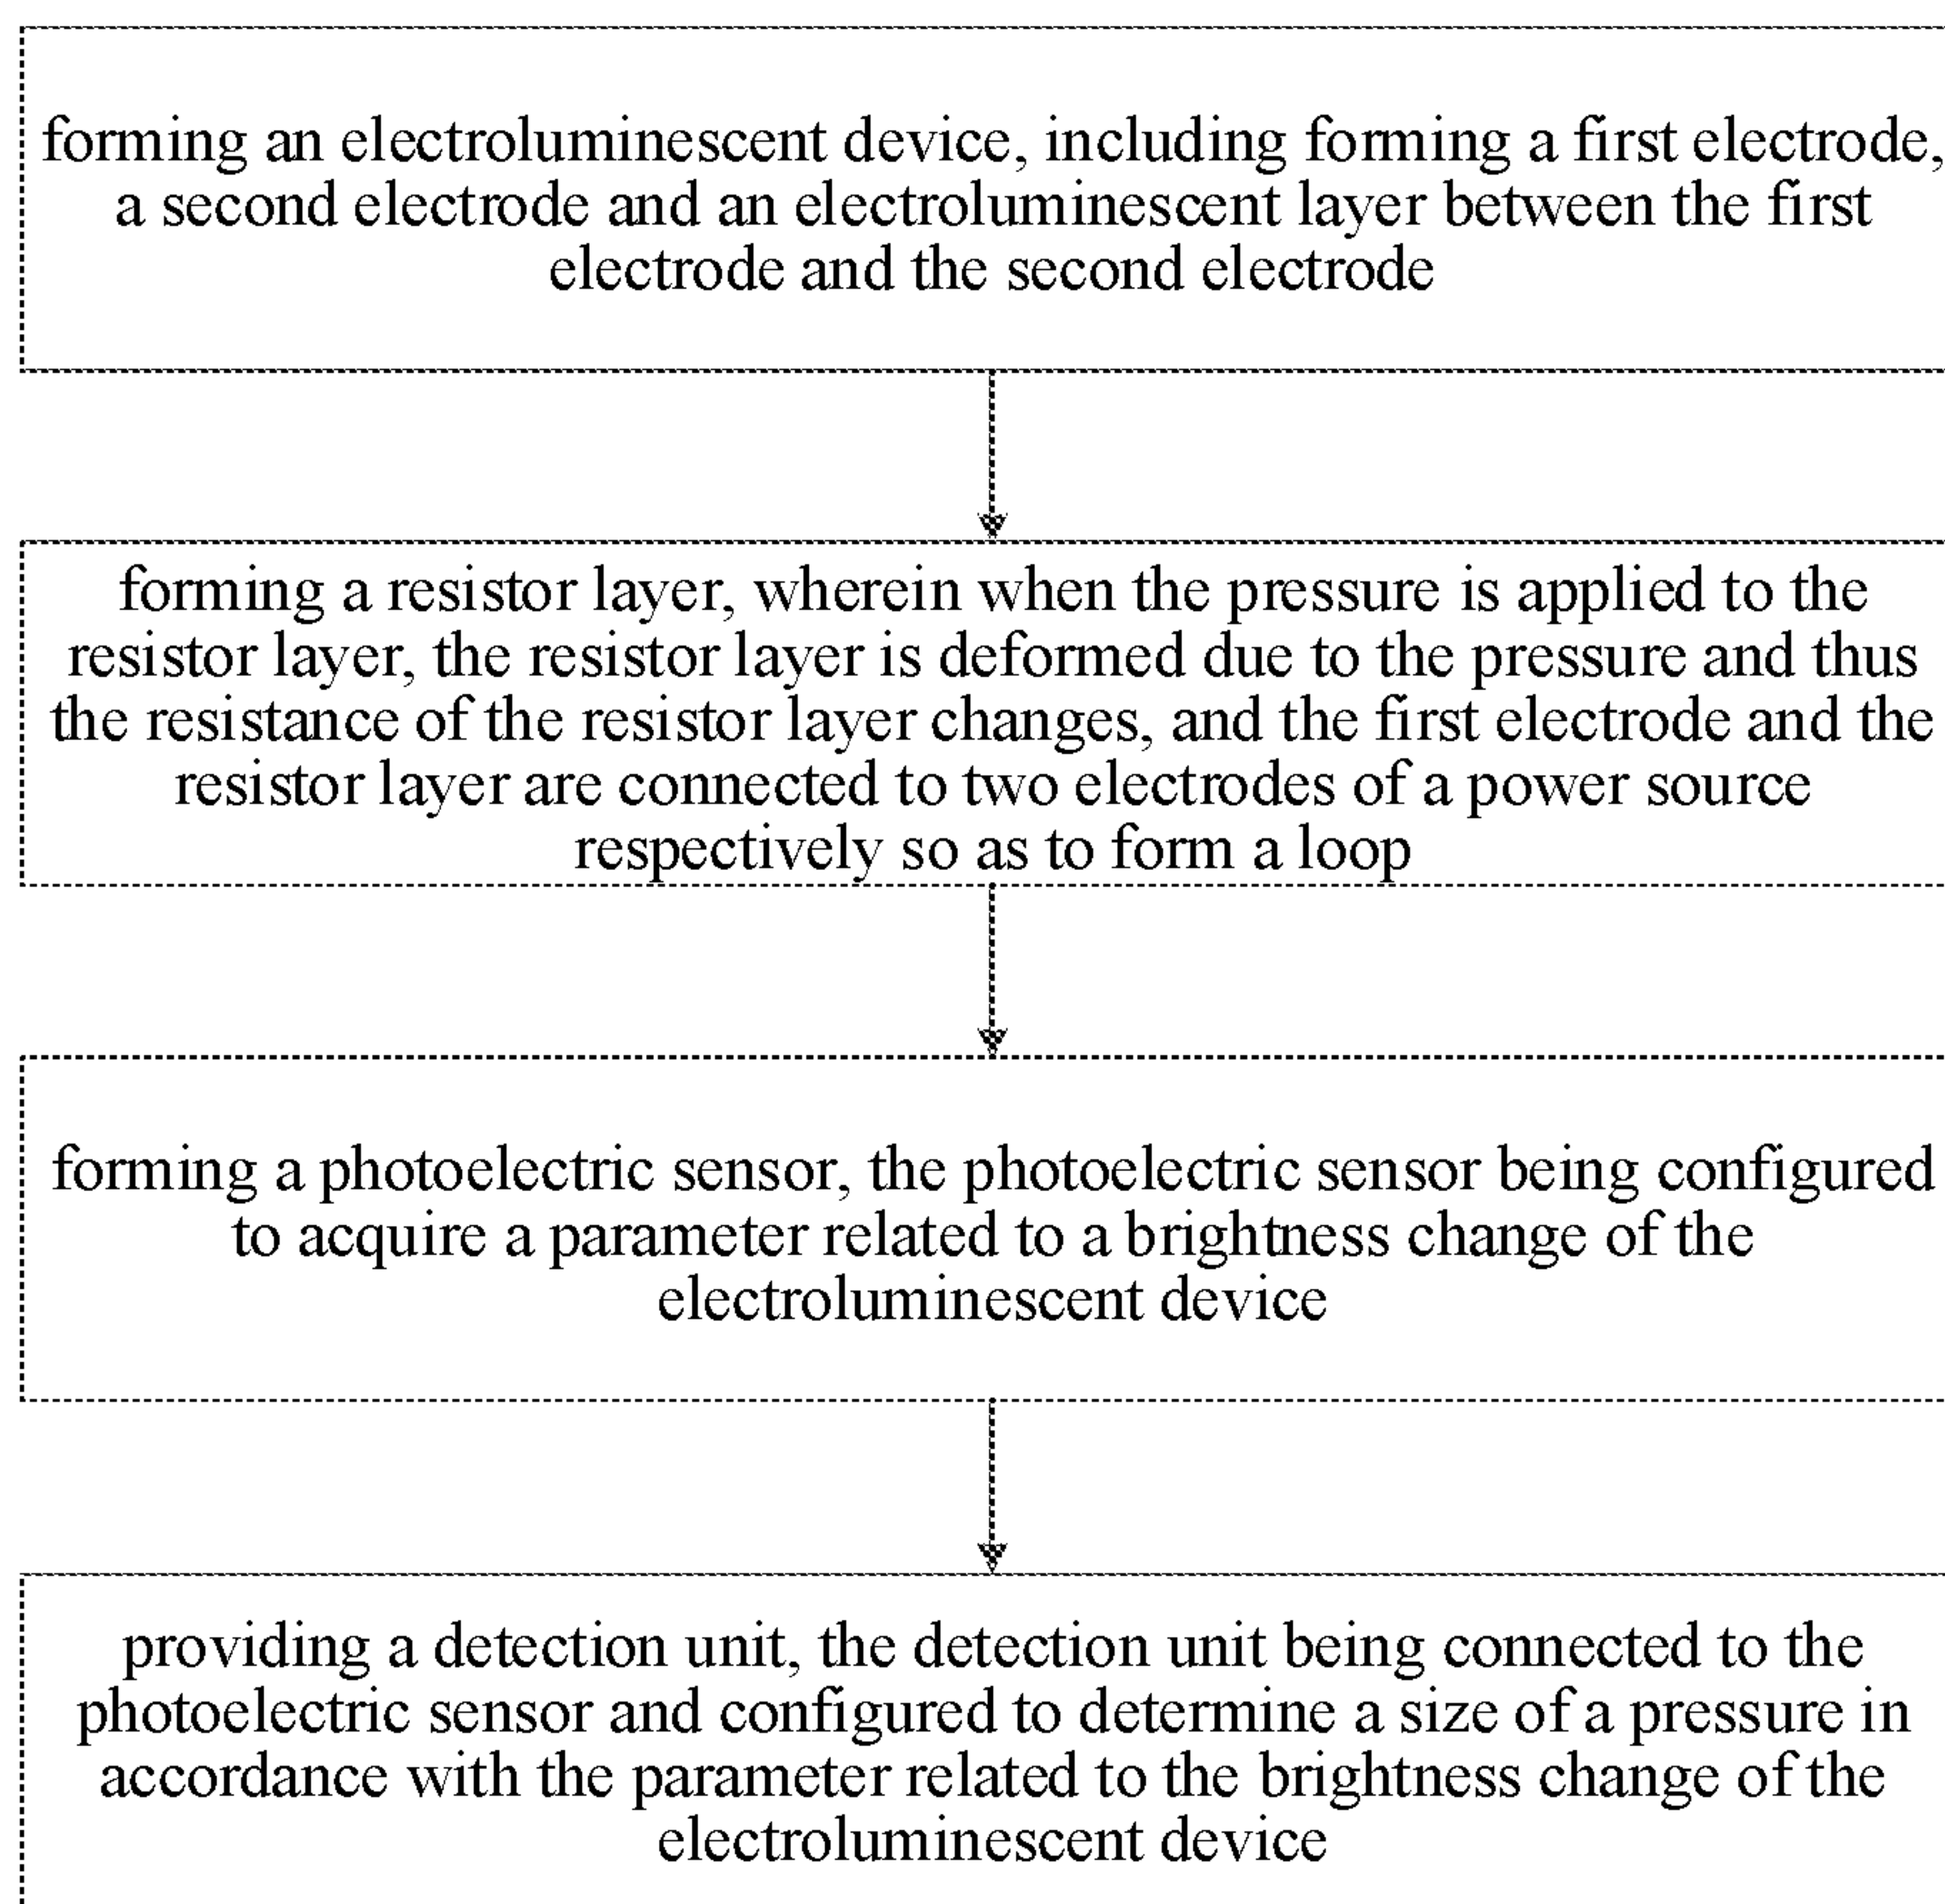 forming an electroluminescent device, including forming a first electrode,
a second electrode and an electroluminescent layer between the first
electrode and the second electrode
forming a resistor layer, wherein when the pressure is applied to the
resistor layer, the resistor layer is deformed due to the pressure and thus
the resistance of the resistor layer changes, and the first electrode and the
resistor layer are connected to two electrodes of a power source
respectively so as to form a loop
forming a photoelectric sensor, the photoelectric sensor being configured
to acquire a parameter related to a brightness change of the
electroluminescent device
providing a detection unit, the detection unit being connected to the
photoelectric sensor and configured to determine a size of a pressure in
accordance with the parameter related to the brightness change of the
electroluminescent device